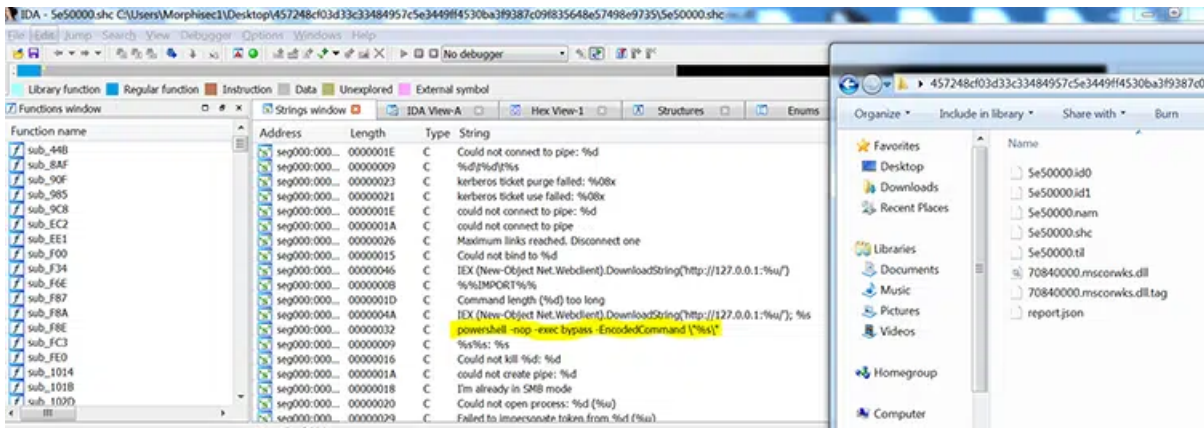 IDA - 5e50000.shc C:\Users\Morphisec1\Desktop\457248cf03d33c33484957c5e3449ff4530ba3f9387c09f835648e57498e9735\5e50000.shc
File Edit Jump Search View Debugger Options Windows Help
No debugger
Library function Regular function Instruction Data Unexplored External symbol
Functions window
Function name
sub_44B
sub_8AF
sub_90F
sub_985
sub_9C8
sub_EC2
sub_EE1
sub_F00
sub_F34
sub_F6E
sub_F87
sub_F8A
sub_F8E
sub_FC3
sub_FE0
sub_1014
sub_101B
sub_102D
Strings window IDA View-A Hex View-1 Structures Enums
Address Length Type String
seg000:000... 0000001E C Could not connect to pipe: %d
seg000:000... 00000009 C %d\t%d\t%s
seg000:000... 00000023 C kerberos ticket purge failed: %08x
seg000:000... 00000021 C kerberos ticket use failed: %08x
seg000:000... 0000001E C could not connect to pipe: %d
seg000:000... 0000001A C could not connect to pipe
seg000:000... 00000026 C Maximum links reached. Disconnect one
seg000:000... 00000015 C Could not bind to %d
seg000:000... 00000046 C IEX (New-Object Net.Webclient).DownloadString('http://127.0.0.1:%u/')
seg000:000... 0000000B C %%IMPORT%%
seg000:000... 0000001D C Command length (%d) too long
seg000:000... 0000004A C IEX (New-Object Net.Webclient).DownloadString('http://127.0.0.1:%u/'); %s
seg000:000... 00000032 C powershell -nop -exec bypass -EncodedCommand \"%s\"
seg000:000... 00000009 C %s%s: %s
seg000:000... 00000016 C Could not kill %d: %d
seg000:000... 0000001A C could not create pipe: %d
seg000:000... 00000018 C I'm already in SMB mode
seg000:000... 00000020 C Could not open process: %d (%u)
seg000:000... 00000029 C Failed to impersonate token from %d (%u)
457248cf03d33c33484957c5e3449ff4530ba3f9387c0
Organize Include in library Share with Burn
Favorites
Desktop
Downloads
Recent Places
Libraries
Documents
Music
Pictures
Videos
Homegroup
Computer
Name
5e50000.id0
5e50000.id1
5e50000.nam
5e50000.shc
5e50000.til
70840000.mscorwks.dll
70840000.mscorwks.dll.tag
report.json